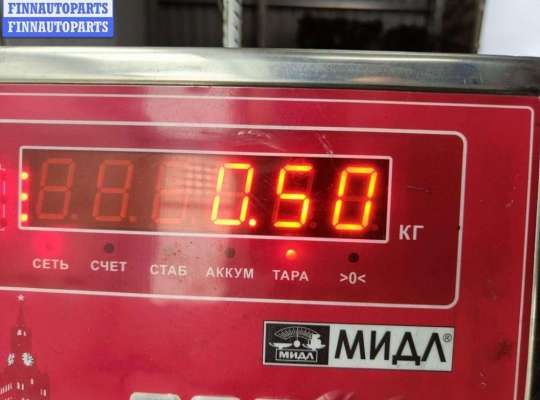 FINNAUTOPARTS
FINNAUTOPARTS
0.50
КГ
СЕТЬ СЧЕТ СТАБ АККУМ ТАРА >0<
МИДЛ МИДЛ®